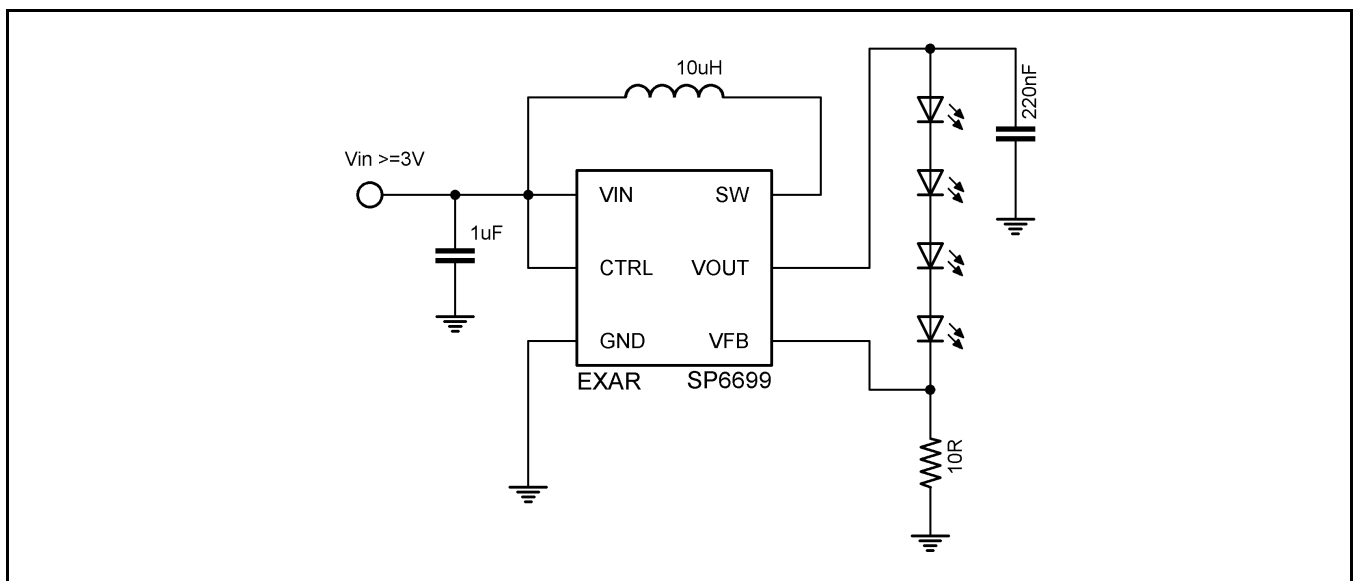 10uH
220nF
Vin >=3V
VIN
SW
1uF
CTRL
VOUT
GND
VFB
EXAR
SP6699
10R